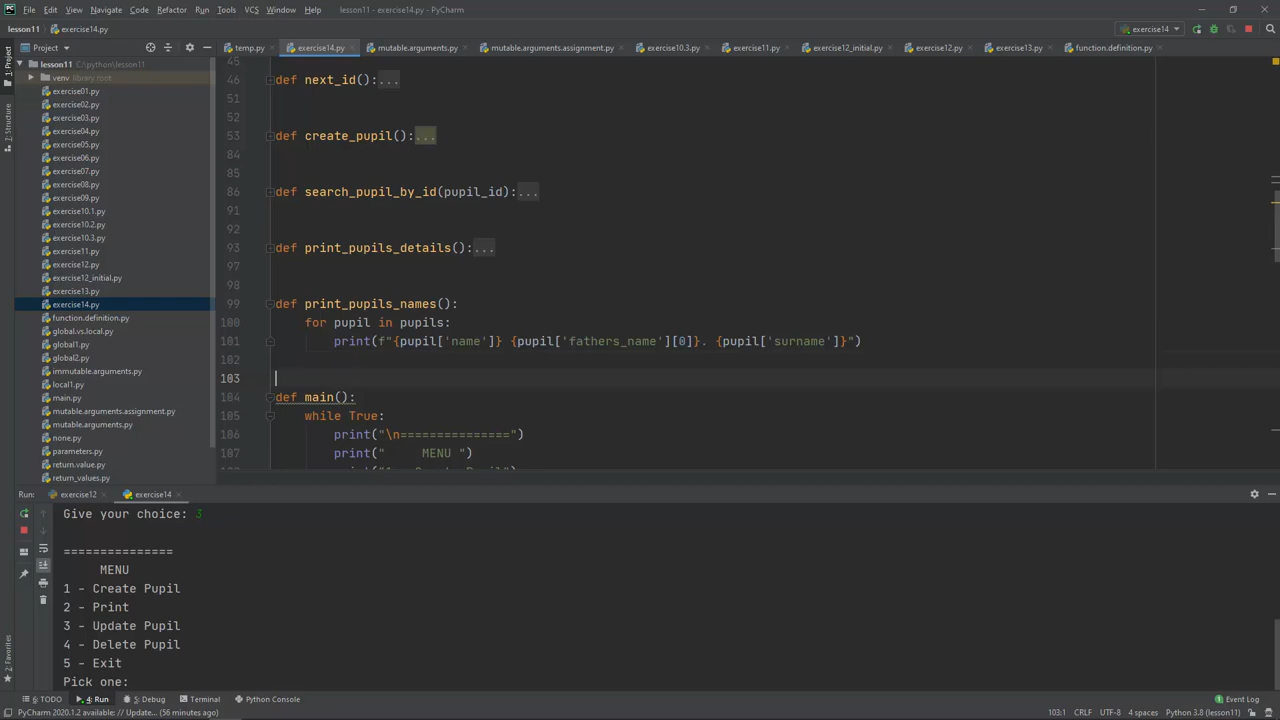 File Edit View Navigate Code Refactor Run Tools VCS Window Help lesson11 - exercise14.py - PyCharm
lesson11 exercise14.py exercise14
Project temp.py exercise14.py mutable.arguments.py mutable.arguments.assignment.py exercise10.3.py exercise11.py exercise12_initial.py exercise12.py exercise13.py function.definition.py
1: Project
7: Structure
2: Favorites
lesson11 C:\python\lesson11
venv library root
exercise01.py
exercise02.py
exercise03.py
exercise04.py
exercise05.py
exercise06.py
exercise07.py
exercise08.py
exercise09.py
exercise10.1.py
exercise10.2.py
exercise10.3.py
exercise11.py
exercise12.py
exercise12_initial.py
exercise13.py
exercise14.py
function.definition.py
global.vs.local.py
global1.py
global2.py
immutable.arguments.py
local1.py
main.py
mutable.arguments.assignment.py
mutable.arguments.py
none.py
parameters.py
return.value.py
return_values.py
45
46 def next_id():...
51
52
53 def create_pupil():...
84
85
86 def search_pupil_by_id(pupil_id):...
91
92
93 def print_pupils_details():...
97
98
99 def print_pupils_names():
100 for pupil in pupils:
101 print(f"{pupil['name']} {pupil['fathers_name'][0]}. {pupil['surname']}")
102
103
104 def main():
105 while True:
106 print("\n===============")
107 print("     MENU ")
Run: exercise12 exercise14
Give your choice: 3
===============
MENU
1 - Create Pupil
2 - Print
3 - Update Pupil
4 - Delete Pupil
5 - Exit
Pick one:
6: TODO 4: Run 5: Debug Terminal Python Console Event Log
PyCharm 2020.1.2 available: // Update... (56 minutes ago) 103:1 CRLF UTF-8 4 spaces Python 3.8 (lesson11)